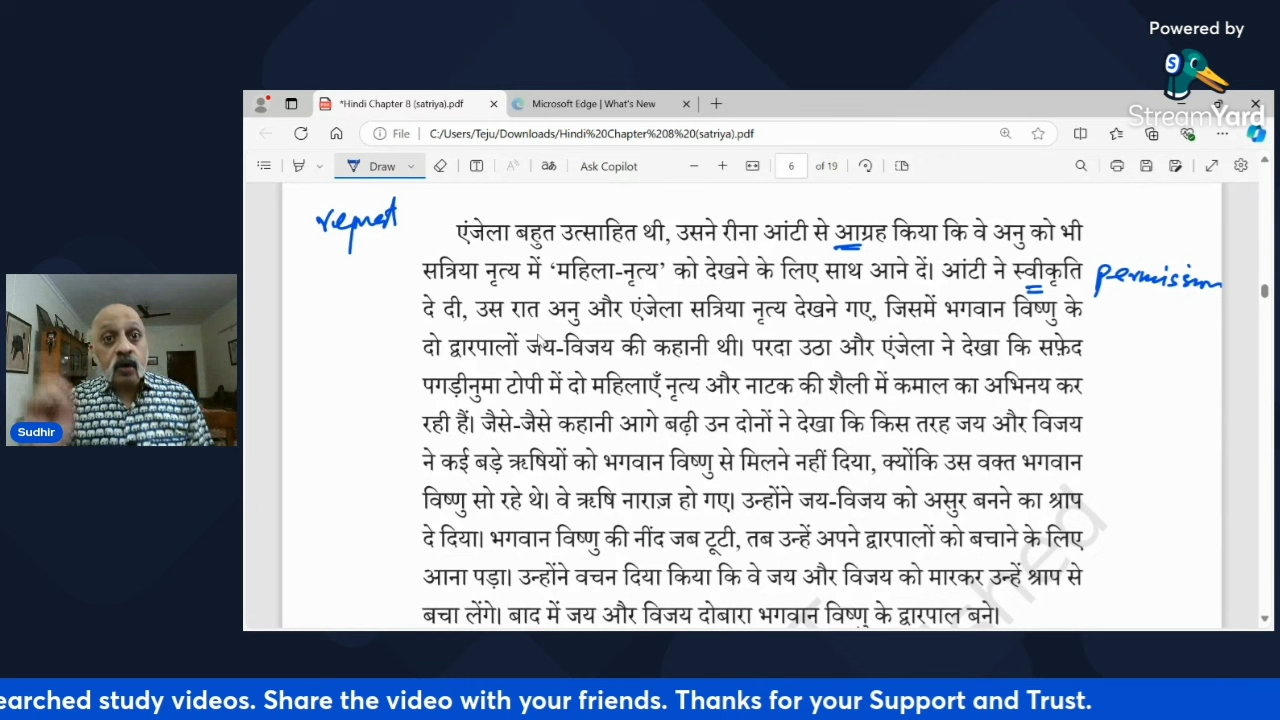 Powered by
S
StreamYard
*Hindi Chapter 8 (satriya).pdf
Microsoft Edge | What's New
File
C:/Users/Teju/Downloads/Hindi%20Chapter%208%20(satriya).pdf
Draw
Ask Copilot
6
of 19
एंजेला बहुत उत्साहित थी, उसने रीना आंटी से आग्रह किया कि वे अनु को भी
सत्रिया नृत्य में ‘महिला-नृत्य’ को देखने के लिए साथ आने दें। आंटी ने स्वीकृति
permission
दे दी, उस रात अनु और एंजेला सत्रिया नृत्य देखने गए, जिसमें भगवान विष्णु के
दो द्वारपालों जय-विजय की कहानी थी। परदा उठा और एंजेला ने देखा कि सफ़ेद
पगड़ीनुमा टोपी में दो महिलाएँ नृत्य और नाटक की शैली में कमाल का अभिनय कर
रही हैं। जैसे-जैसे कहानी आगे बढ़ी उन दोनों ने देखा कि किस तरह जय और विजय
ने कई बड़े ऋषियों को भगवान विष्णु से मिलने नहीं दिया, क्योंकि उस वक्त भगवान
विष्णु सो रहे थे। वे ऋषि नाराज़ हो गए। उन्होंने जय-विजय को असुर बनने का श्राप
दे दिया। भगवान विष्णु की नींद जब टूटी, तब उन्हें अपने द्वारपालों को बचाने के लिए
आना पड़ा। उन्होंने वचन दिया किया कि वे जय और विजय को मारकर उन्हें श्राप से
बचा लेंगे। बाद में जय और विजय दोबारा भगवान विष्णु के द्वारपाल बने।
Sudhir
earched study videos. Share the video with your friends. Thanks for your Support and Trust.